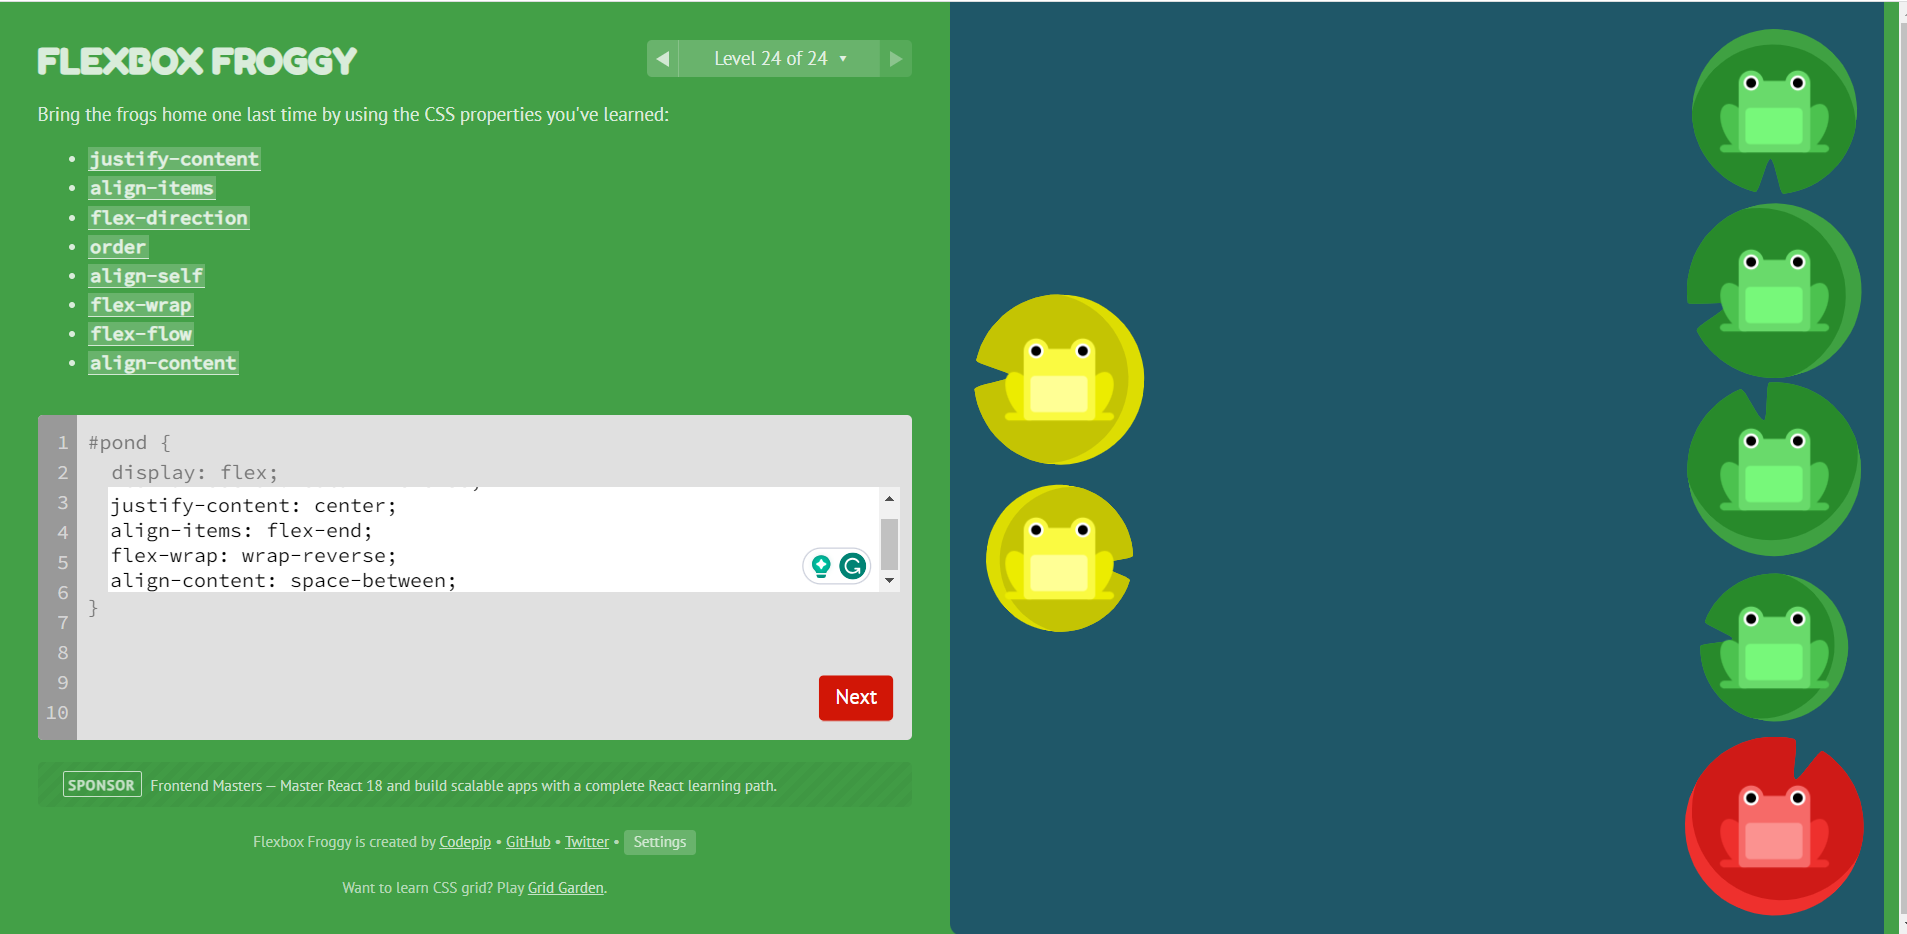 FLEXBOX FROGGY
◀ Level 24 of 24 ▼ ▶
Bring the frogs home one last time by using the CSS properties you've learned:
• justify-content
• align-items
• flex-direction
• order
• align-self
• flex-wrap
• flex-flow
• align-content
1 #pond {
2 display: flex;
3 justify-content: center;
4 align-items: flex-end;
5 flex-wrap: wrap-reverse;
6 align-content: space-between;
}
7
8
9
10
Next
SPONSOR Frontend Masters — Master React 18 and build scalable apps with a complete React learning path.
Flexbox Froggy is created by Codepip • GitHub • Twitter • Settings
Want to learn CSS grid? Play Grid Garden.